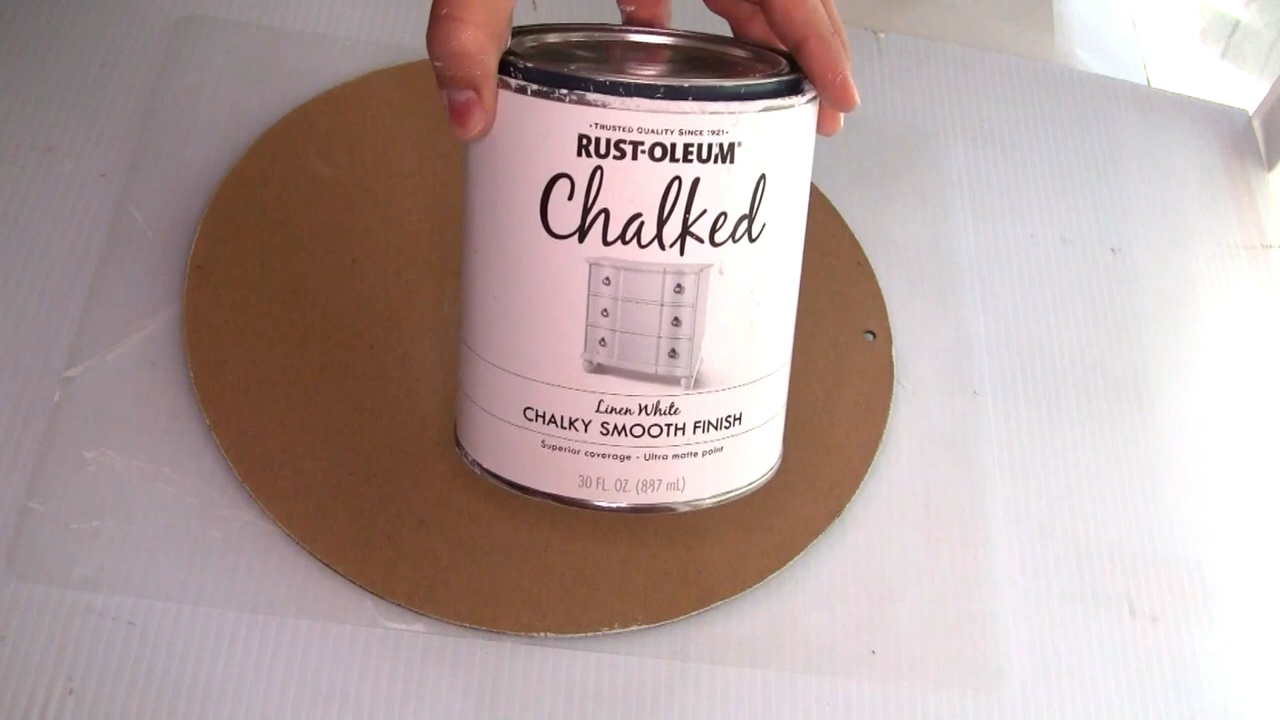 ·TRUSTED QUALITY SINCE 1921·
RUST-OLEUM®
Chalked
Linen White
CHALKY SMOOTH FINISH
Superior coverage - Ultra matte paint
30 FL. OZ. (887 mL)